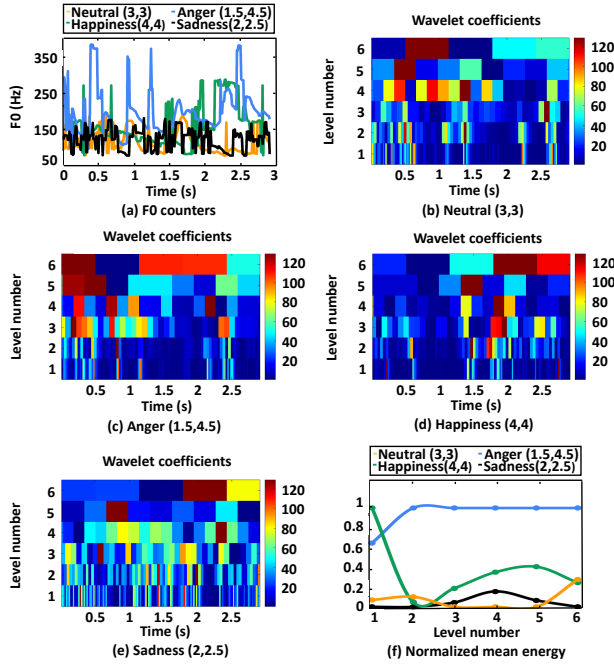 Neutral (3,3) Anger (1.5,4.5)
Happiness(4,4) Sadness(2,2.5)
350
250
150
50
F0 (Hz)
0 0.5 1 1.5 2 2.5 3
Time (s)
(a) F0 counters
Wavelet coefficients
6
5
4
3
2
1
Level number
120
100
80
60
40
20
0.5 1 1.5 2 2.5
Time (s)
(b) Neutral (3,3)
Wavelet coefficients
6
5
4
3
2
1
Level number
120
100
80
60
40
20
0.5 1 1.5 2 2.5
Time (s)
(c) Anger (1.5,4.5)
Wavelet coefficients
6
5
4
3
2
1
Level number
120
100
80
60
40
20
0.5 1 1.5 2 2.5
Time (s)
(d) Happiness (4,4)
Wavelet coefficients
6
5
4
3
2
1
Level number
120
100
80
60
40
20
0.5 1 1.5 2 2.5
Time (s)
(e) Sadness (2,2.5)
Neutral (3,3) Anger (1.5,4.5)
Happiness(4,4) Sadness(2,2.5)
1
0.8
0.6
0.4
0.2
0
1 2 3 4 5 6
Level number
(f) Normalized mean energy